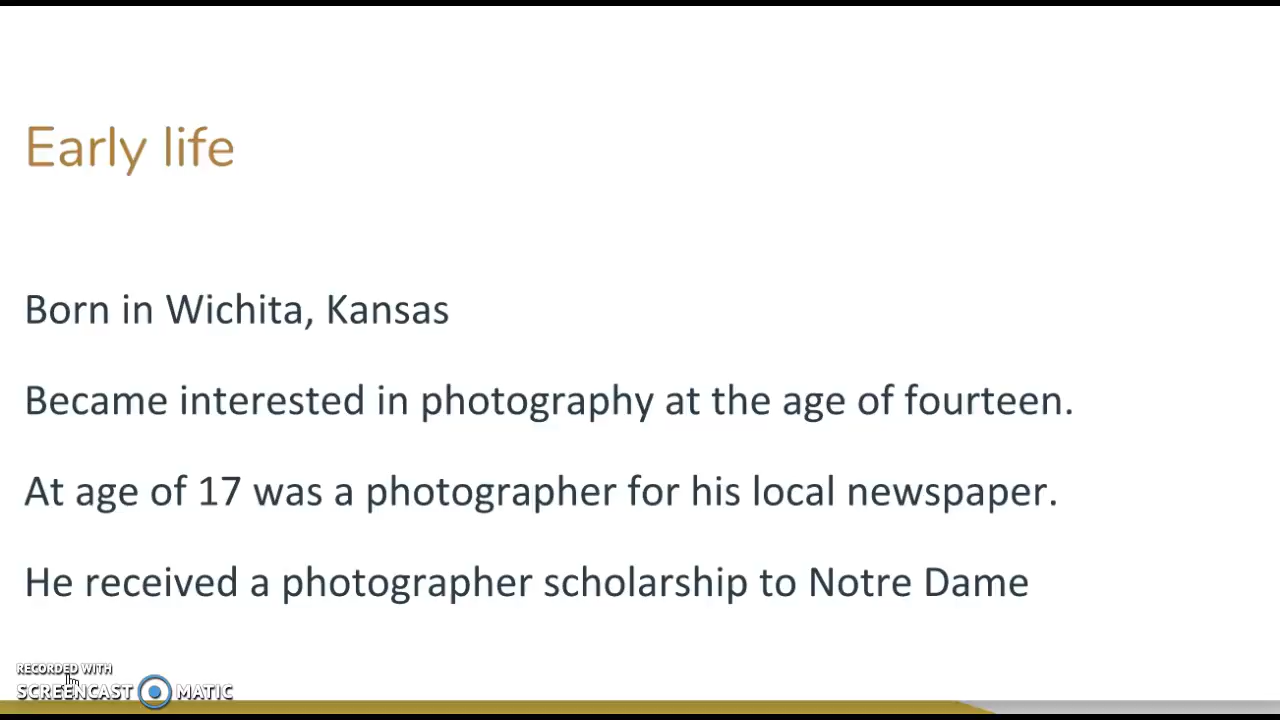 Early life
Born in Wichita, Kansas
Became interested in photography at the age of fourteen.
At age of 17 was a photographer for his local newspaper.
He received a photographer scholarship to Notre Dame
RECORDED WITH
SCREENCAST MATIC